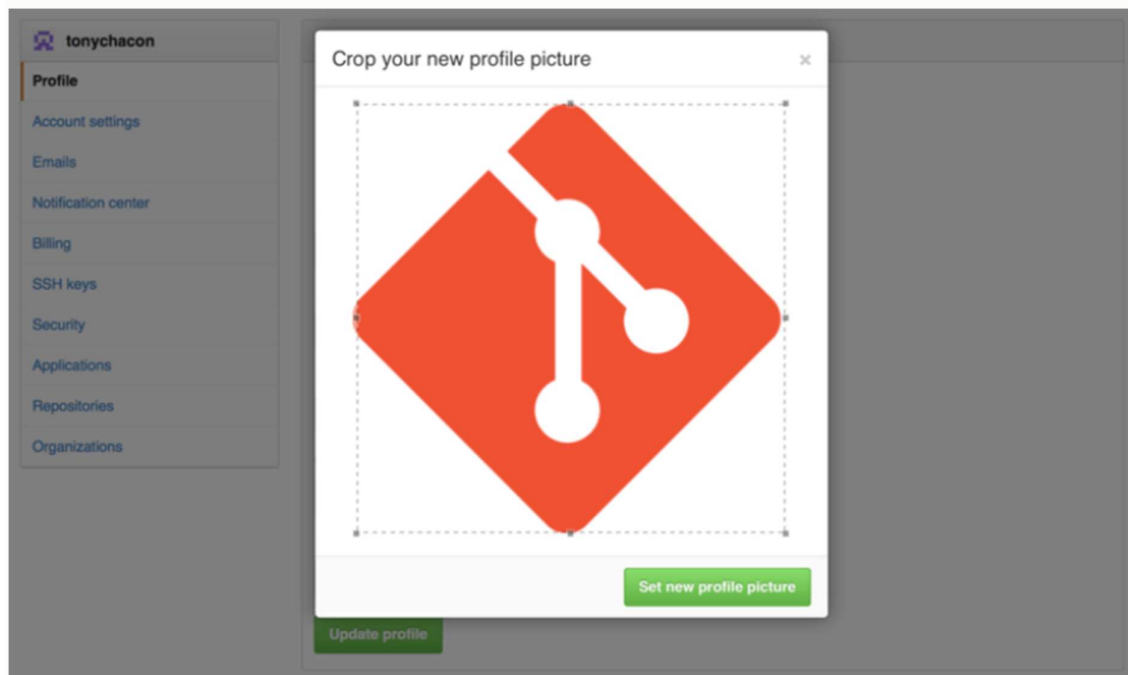 tonychacon
Profile
Account settings
Emails
Notification center
Billing
SSH keys
Security
Applications
Repositories
Organizations
Crop your new profile picture ×
Set new profile picture
Update profile